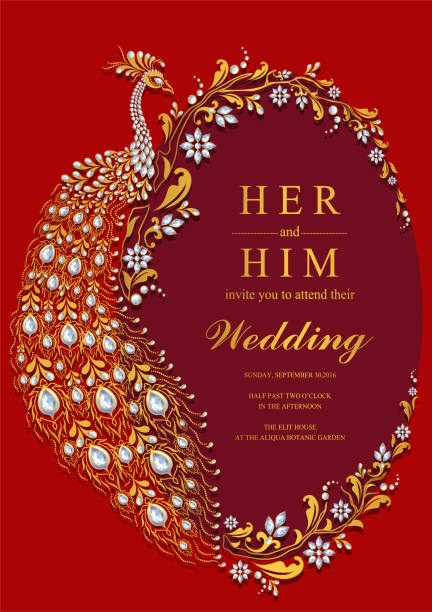 HER
and
HIM
invite you to attend their
Wedding
SUNDAY, SEPTEMBER 30,2016
HALF PAST TWO O'CLOCK
IN THE AFTERNOON
THE ELIT HOUSE
AT THE ALIQUA BOTANIC GARDEN